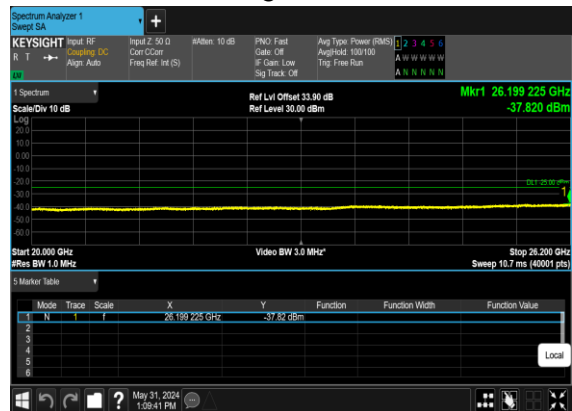 Spectrum Analyzer 1
Swept SA
+
KEYSIGHT Input: RF Input Z: 50 Ω #Atten: 10 dB PNO: Fast Avg Type: Power (RMS) 1 2 3 4 5 6
R T Coupling: DC Corr CCorr Gate: Off Avg|Hold: 100/100 A W W W W W
Align: Auto Freq Ref: Int (S) IF Gain: Low Trig: Free Run
Sig Track: Off A N N N N N
LXI
1 Spectrum Ref Lvl Offset 33.90 dB Mkr1 26.199 225 GHz
Scale/Div 10 dB Ref Level 30.00 dBm -37.820 dBm
Log
20.0
10.0
0.00
-10.0
-20.0 DL1 -25.00 dBm
-30.0 1
-40.0
-50.0
-60.0
Start 20.000 GHz Video BW 3.0 MHz* Stop 26.200 GHz
#Res BW 1.0 MHz Sweep 10.7 ms (40001 pts)
5 Marker Table
Mode Trace Scale X Y Function Function Width Function Value
1 N 1 f 26.199 225 GHz -37.82 dBm
2
3
4
5
6
Local
? May 31, 2024
1:09:41 PM